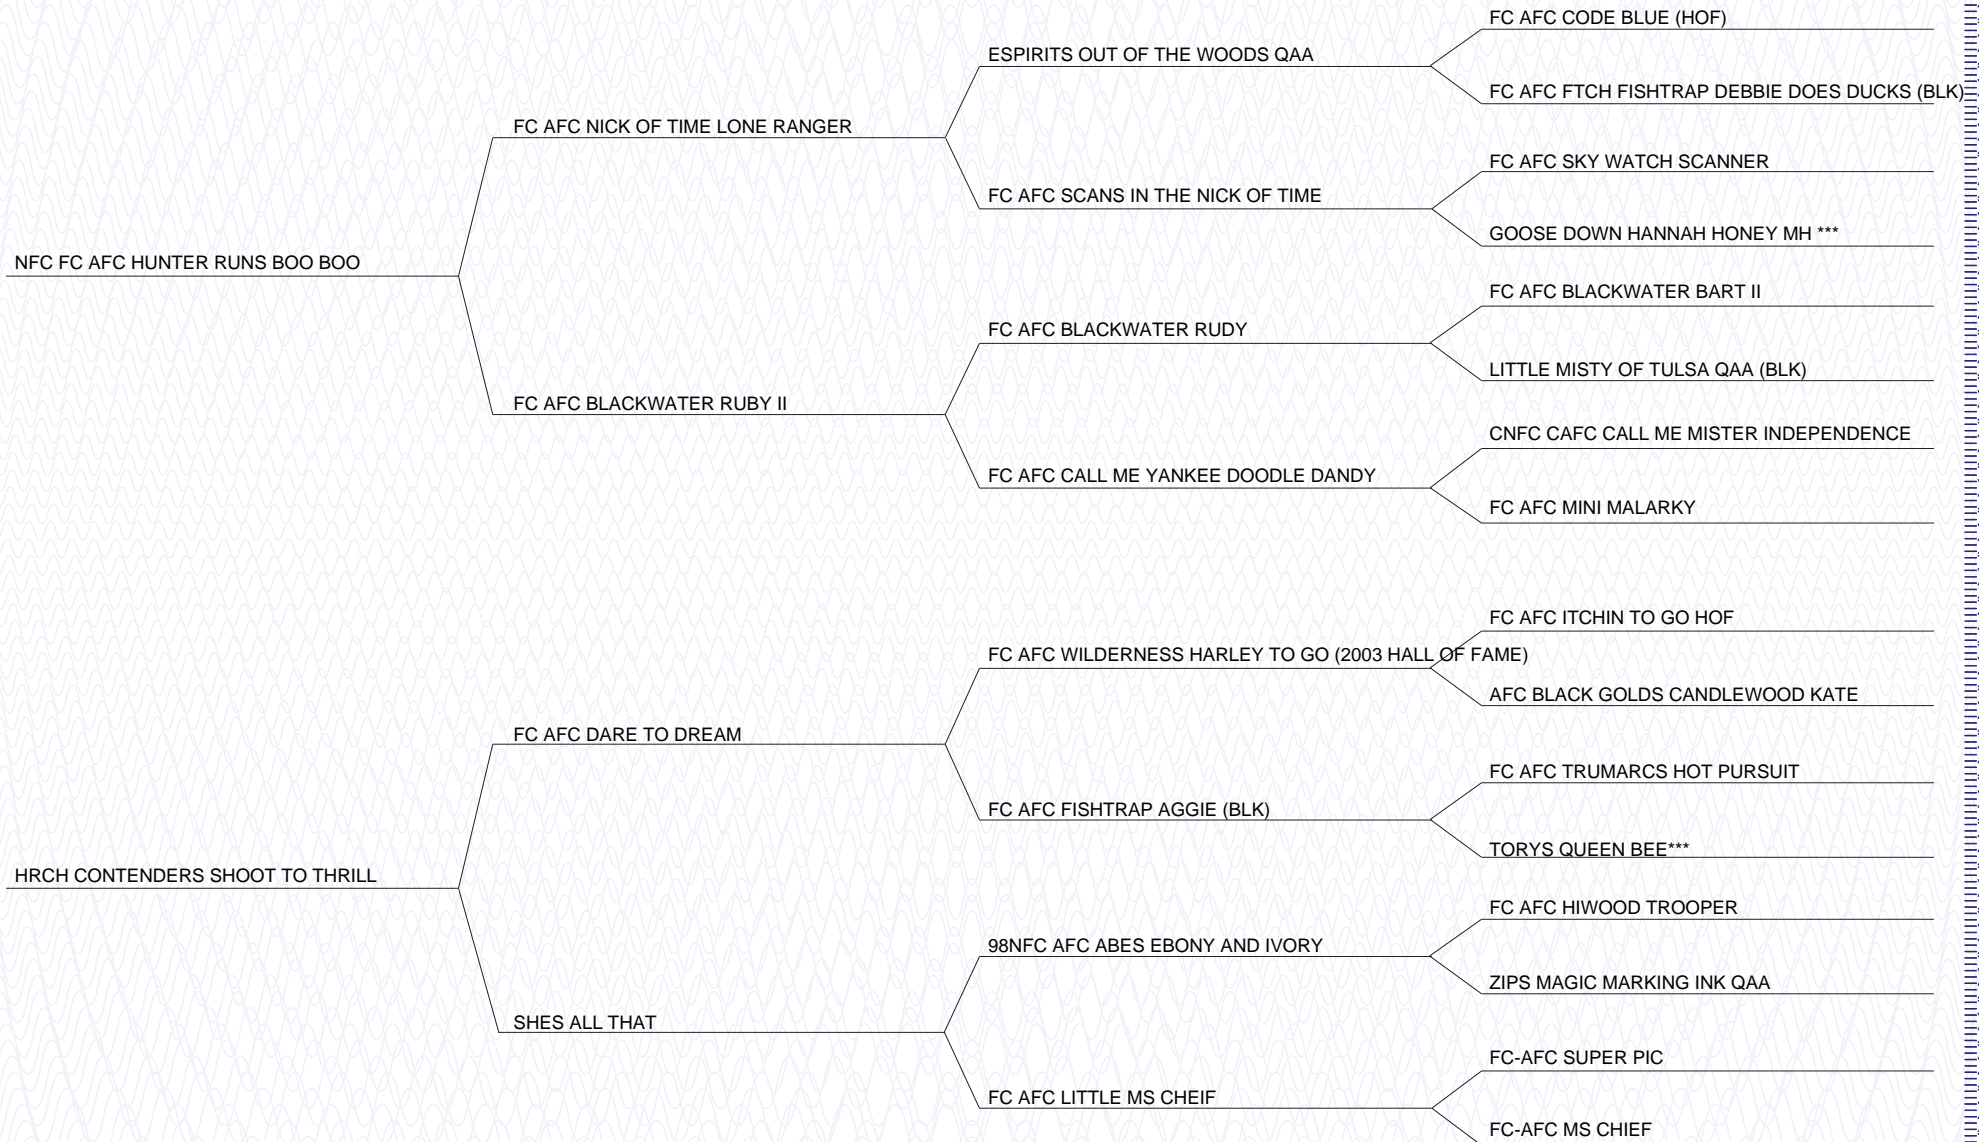 FC AFC CODE BLUE (HOF)
ESPIRITS OUT OF THE WOODS QAA
FC AFC FTCH FISHTRAP DEBBIE DOES DUCKS (BLK)
FC AFC NICK OF TIME LONE RANGER
FC AFC SKY WATCH SCANNER
FC AFC SCANS IN THE NICK OF TIME
GOOSE DOWN HANNAH HONEY MH ***
NFC FC AFC HUNTER RUNS BOO BOO
FC AFC BLACKWATER BART II
FC AFC BLACKWATER RUDY
LITTLE MISTY OF TULSA QAA (BLK)
FC AFC BLACKWATER RUBY II
CNFC CAFC CALL ME MISTER INDEPENDENCE
FC AFC CALL ME YANKEE DOODLE DANDY
FC AFC MINI MALARKY
FC AFC ITCHIN TO GO HOF
FC AFC WILDERNESS HARLEY TO GO (2003 HALL OF FAME)
AFC BLACK GOLDS CANDLEWOOD KATE
FC AFC DARE TO DREAM
FC AFC TRUMARCS HOT PURSUIT
FC AFC FISHTRAP AGGIE (BLK)
TORYS QUEEN BEE***
HRCH CONTENDERS SHOOT TO THRILL
FC AFC HIWOOD TROOPER
98NFC AFC ABES EBONY AND IVORY
ZIPS MAGIC MARKING INK QAA
SHES ALL THAT
FC-AFC SUPER PIC
FC AFC LITTLE MS CHEIF
FC-AFC MS CHIEF